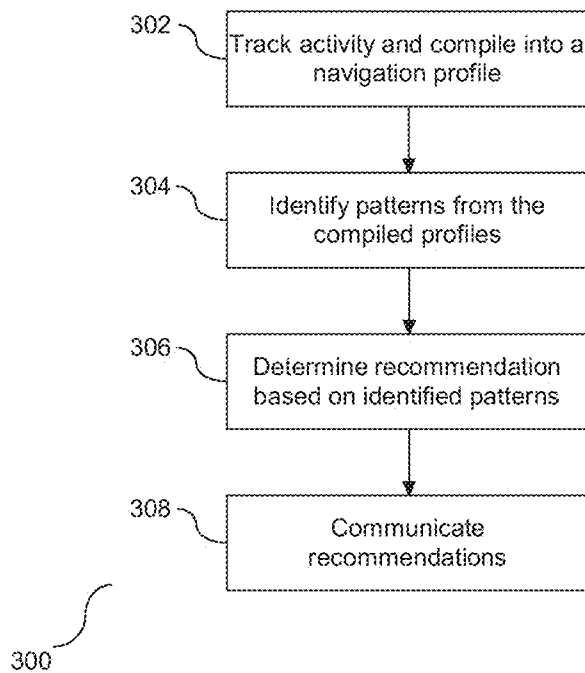 302
Track activity and compile into a
navigation profile
304
Identify patterns from the
compiled profiles
306
Determine recommendation
based on identified patterns
308
Communicate
recommendations
300